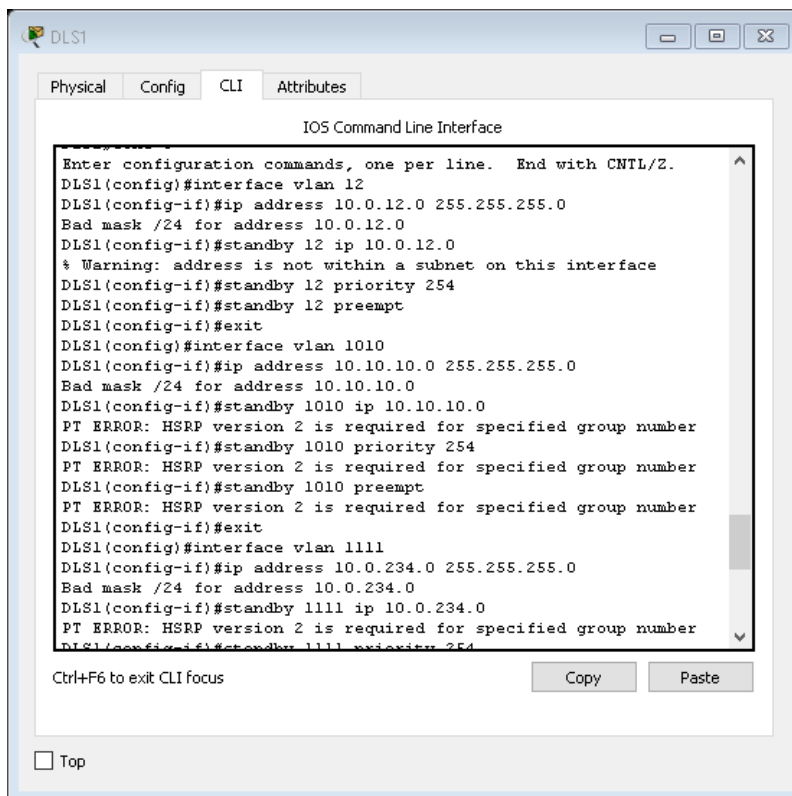 DLS1
Physical Config CLI Attributes
IOS Command Line Interface
Enter configuration commands, one per line. End with CNTL/Z.
DLS1(config)#interface vlan 12
DLS1(config-if)#ip address 10.0.12.0 255.255.255.0
Bad mask /24 for address 10.0.12.0
DLS1(config-if)#standby 12 ip 10.0.12.0
% Warning: address is not within a subnet on this interface
DLS1(config-if)#standby 12 priority 254
DLS1(config-if)#standby 12 preempt
DLS1(config-if)#exit
DLS1(config)#interface vlan 1010
DLS1(config-if)#ip address 10.10.10.0 255.255.255.0
Bad mask /24 for address 10.10.10.0
DLS1(config-if)#standby 1010 ip 10.10.10.0
PT ERROR: HSRP version 2 is required for specified group number
DLS1(config-if)#standby 1010 priority 254
PT ERROR: HSRP version 2 is required for specified group number
DLS1(config-if)#standby 1010 preempt
PT ERROR: HSRP version 2 is required for specified group number
DLS1(config-if)#exit
DLS1(config)#interface vlan 1111
DLS1(config-if)#ip address 10.0.234.0 255.255.255.0
Bad mask /24 for address 10.0.234.0
DLS1(config-if)#standby 1111 ip 10.0.234.0
PT ERROR: HSRP version 2 is required for specified group number
DLS1(config-if)#standby 1111 priority 254
Ctrl+F6 to exit CLI focus
Copy Paste
Top